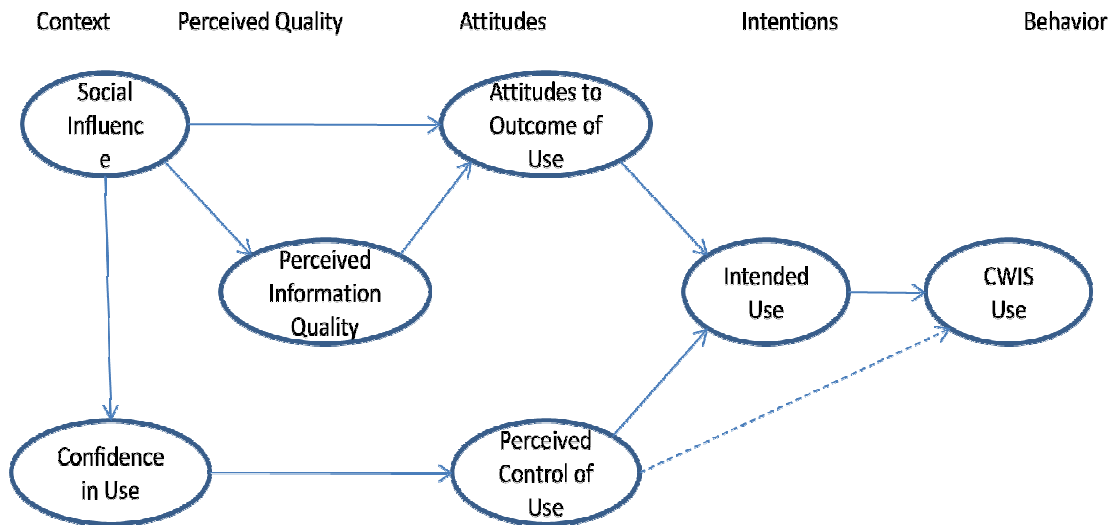 Context Perceived Quality Attitudes Intentions Behavior
Social
Influenc
e
Attitudes to
Outcome of
Use
Perceived
Information
Quality
Intended
Use
CWIS
Use
Confidence
in Use
Perceived
Control of
Use